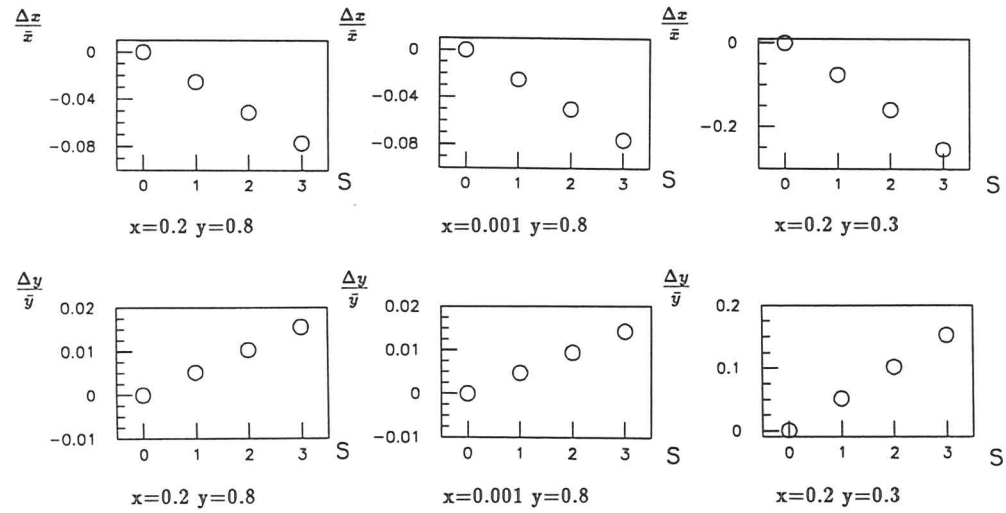 Δx/x̄ Δx/x̄ Δx/x̄
0 0 -0
-0.04 -0.04 -0.2
-0.08 -0.08
0 1 2 3 S 0 1 2 3 S 0 1 2 3 S
x=0.2 y=0.8 x=0.001 y=0.8 x=0.2 y=0.3
Δy/ȳ Δy/ȳ Δy/ȳ
0.02 0.02 0.2
0.01 0.01 0.1
0 0 0
-0.01 -0.01
0 1 2 3 S 0 1 2 3 S 0 1 2 3 S
x=0.2 y=0.8 x=0.001 y=0.8 x=0.2 y=0.3